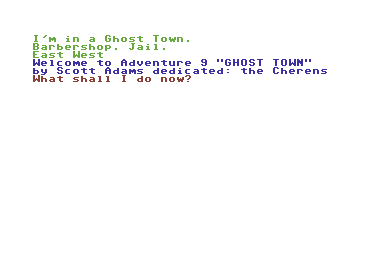 I'm in a Ghost Town.
Barbershop. Jail.
East West
Welcome to Adventure 9 "GHOST TOWN"
by Scott Adams dedicated: the Cherens
What shall I do now?